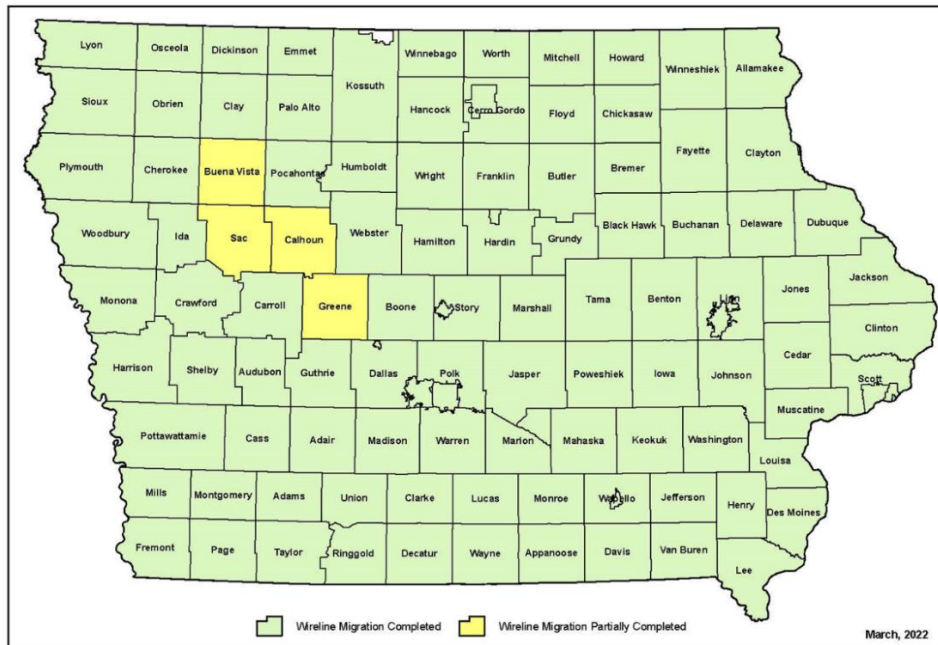 Lyon
Osceola
Dickinson
Emmet
Kossuth
Winnebago
Worth
Mitchell
Howard
Winneshiek
Allamakee
Sioux
Obrien
Clay
Palo Alto
Hancock
Cerro Gordo
Floyd
Chickasaw
Fayette
Clayton
Plymouth
Cherokee
Buena Vista
Pocahontas
Humboldt
Wright
Franklin
Butler
Bremer
Woodbury
Ida
Sac
Calhoun
Webster
Hamilton
Hardin
Grundy
Black Hawk
Buchanan
Delaware
Dubuque
Monona
Crawford
Carroll
Greene
Boone
Story
Marshall
Tama
Benton
Linn
Jones
Jackson
Clinton
Harrison
Shelby
Audubon
Guthrie
Dallas
Polk
Jasper
Poweshiek
Iowa
Johnson
Cedar
Scott
Muscatine
Pottawattamie
Cass
Adair
Madison
Warren
Marion
Mahaska
Keokuk
Washington
Louisa
Mills
Montgomery
Adams
Union
Clarke
Lucas
Monroe
Wapello
Jefferson
Henry
Des Moines
Fremont
Page
Taylor
Ringgold
Decatur
Wayne
Appanoose
Davis
Van Buren
Lee
Wireline Migration Completed
Wireline Migration Partially Completed
March, 2022